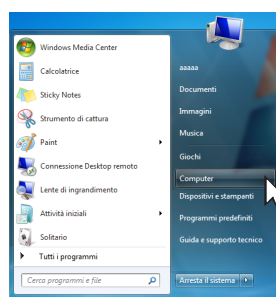 Windows Media Center
Calcolatrice
Sticky Notes
Strumento di cattura
Paint
Connessione Desktop remoto
Lente di ingrandimento
Attività iniziali
Solitario
Tutti i programmi
Cerca programmi e file
aaaaa
Documenti
Immagini
Musica
Giochi
Computer
Dispositivi e stampanti
Programmi predefiniti
Guida e supporto tecnico
Arresta il sistema